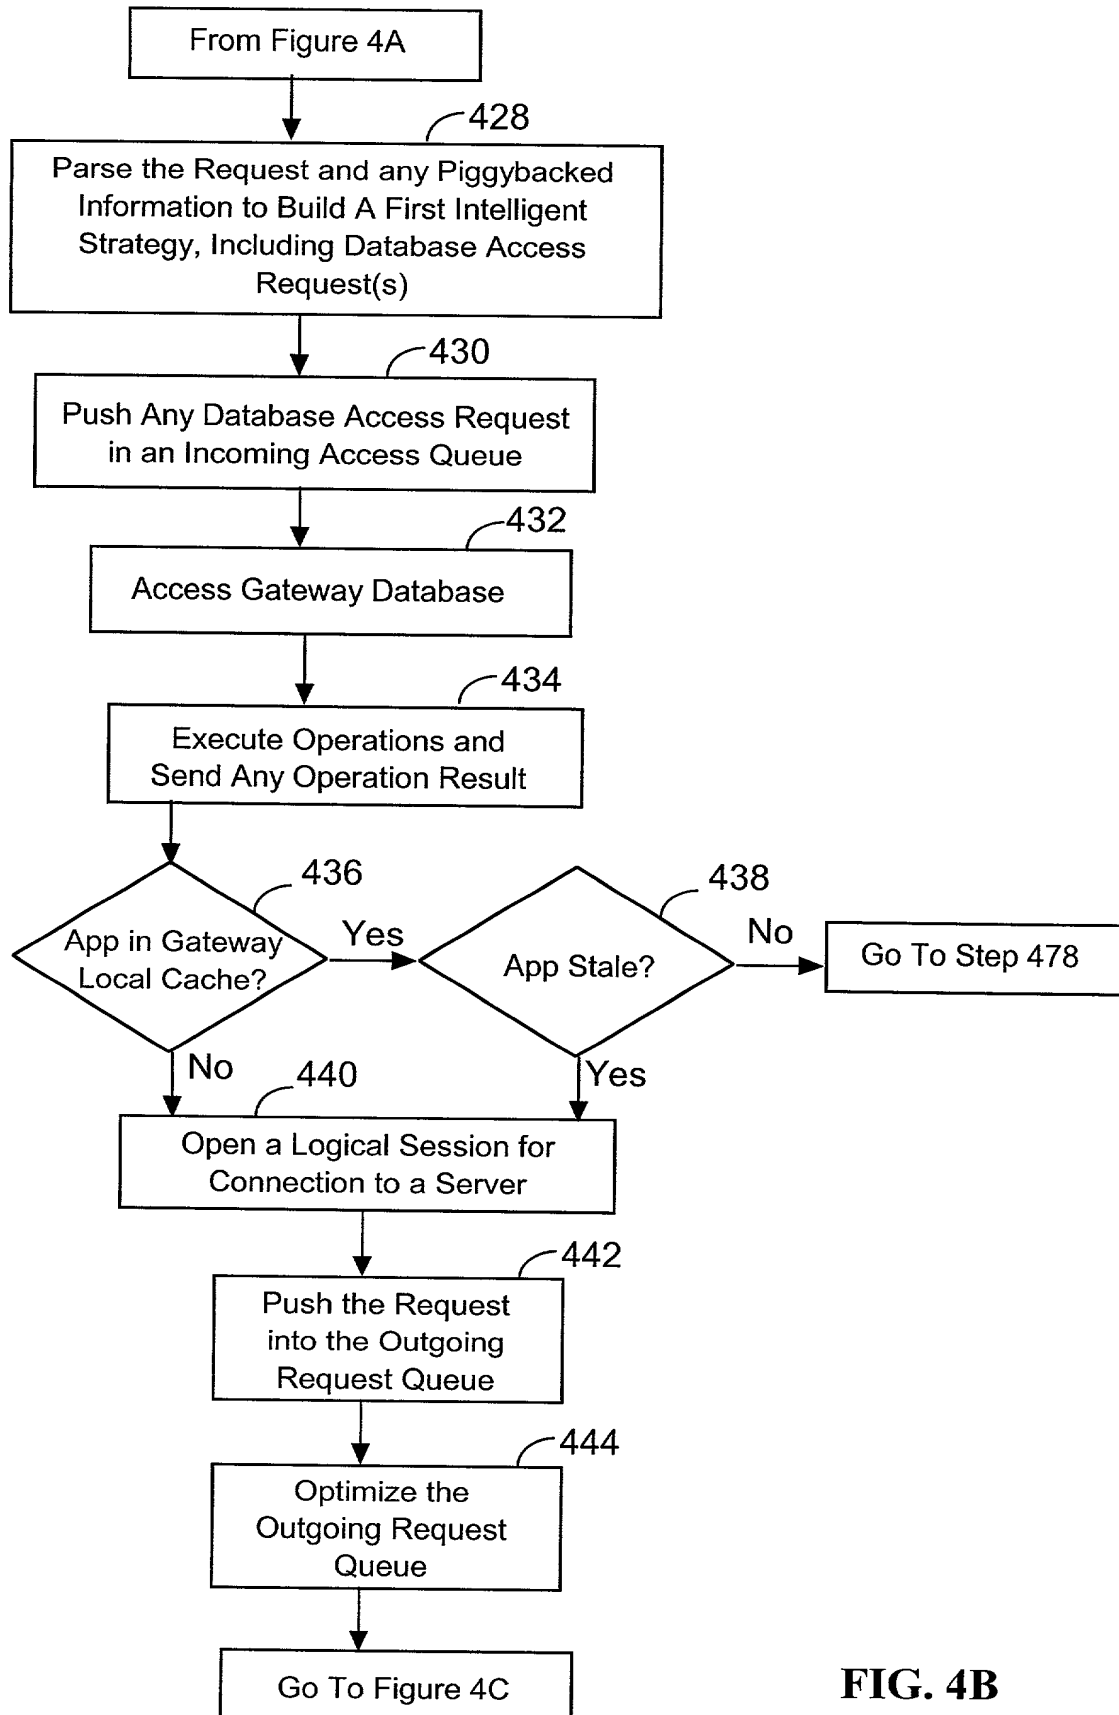 From Figure 4A
428
Parse the Request and any Piggybacked
Information to Build A First Intelligent
Strategy, Including Database Access
Request(s)
430
Push Any Database Access Request
in an Incoming Access Queue
432
Access Gateway Database
434
Execute Operations and
Send Any Operation Result
436
App in Gateway
Local Cache?
Yes
438
App Stale?
No
Go To Step 478
No
Yes
440
Open a Logical Session for
Connection to a Server
442
Push the Request
into the Outgoing
Request Queue
444
Optimize the
Outgoing Request
Queue
Go To Figure 4C
FIG. 4B